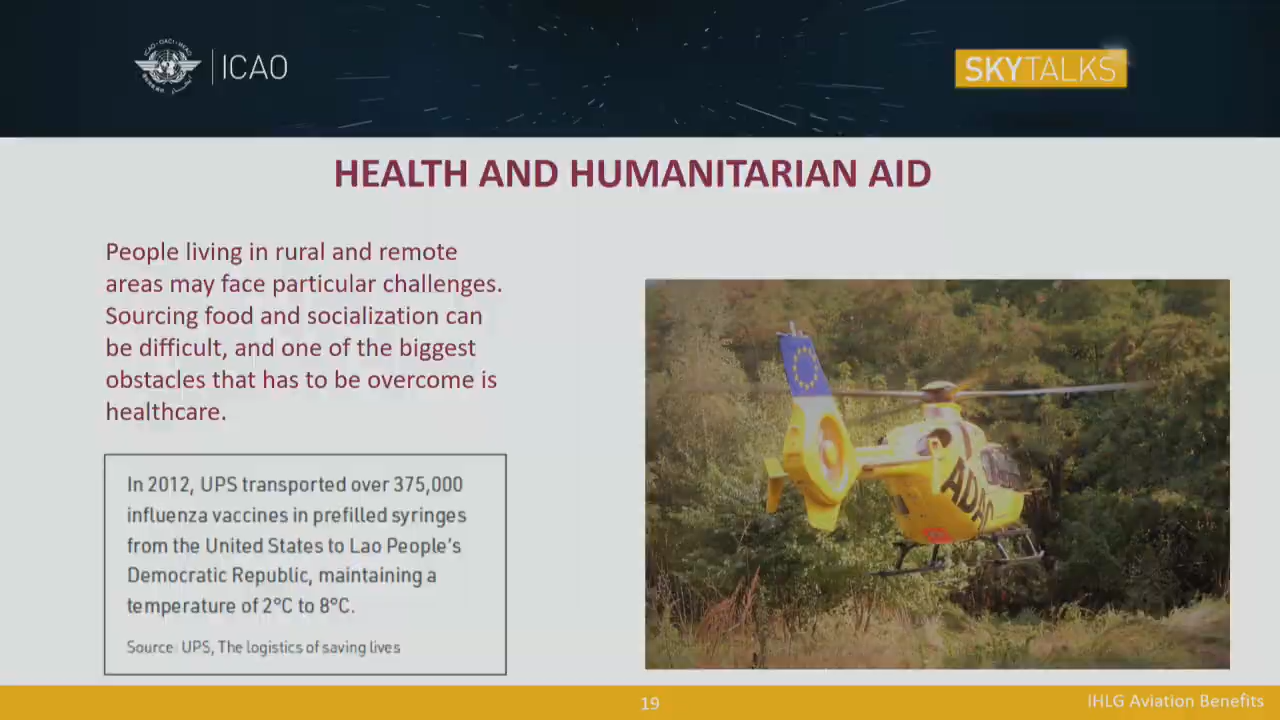 ICAO
SKYTALKS
HEALTH AND HUMANITARIAN AID
People living in rural and remote
areas may face particular challenges.
Sourcing food and socialization can
be difficult, and one of the biggest
obstacles that has to be overcome is
healthcare.
In 2012, UPS transported over 375,000
influenza vaccines in prefilled syringes
from the United States to Lao People's
Democratic Republic, maintaining a
temperature of 2°C to 8°C.
Source: UPS, The logistics of saving lives
ADAC
19
IHLG Aviation Benefits